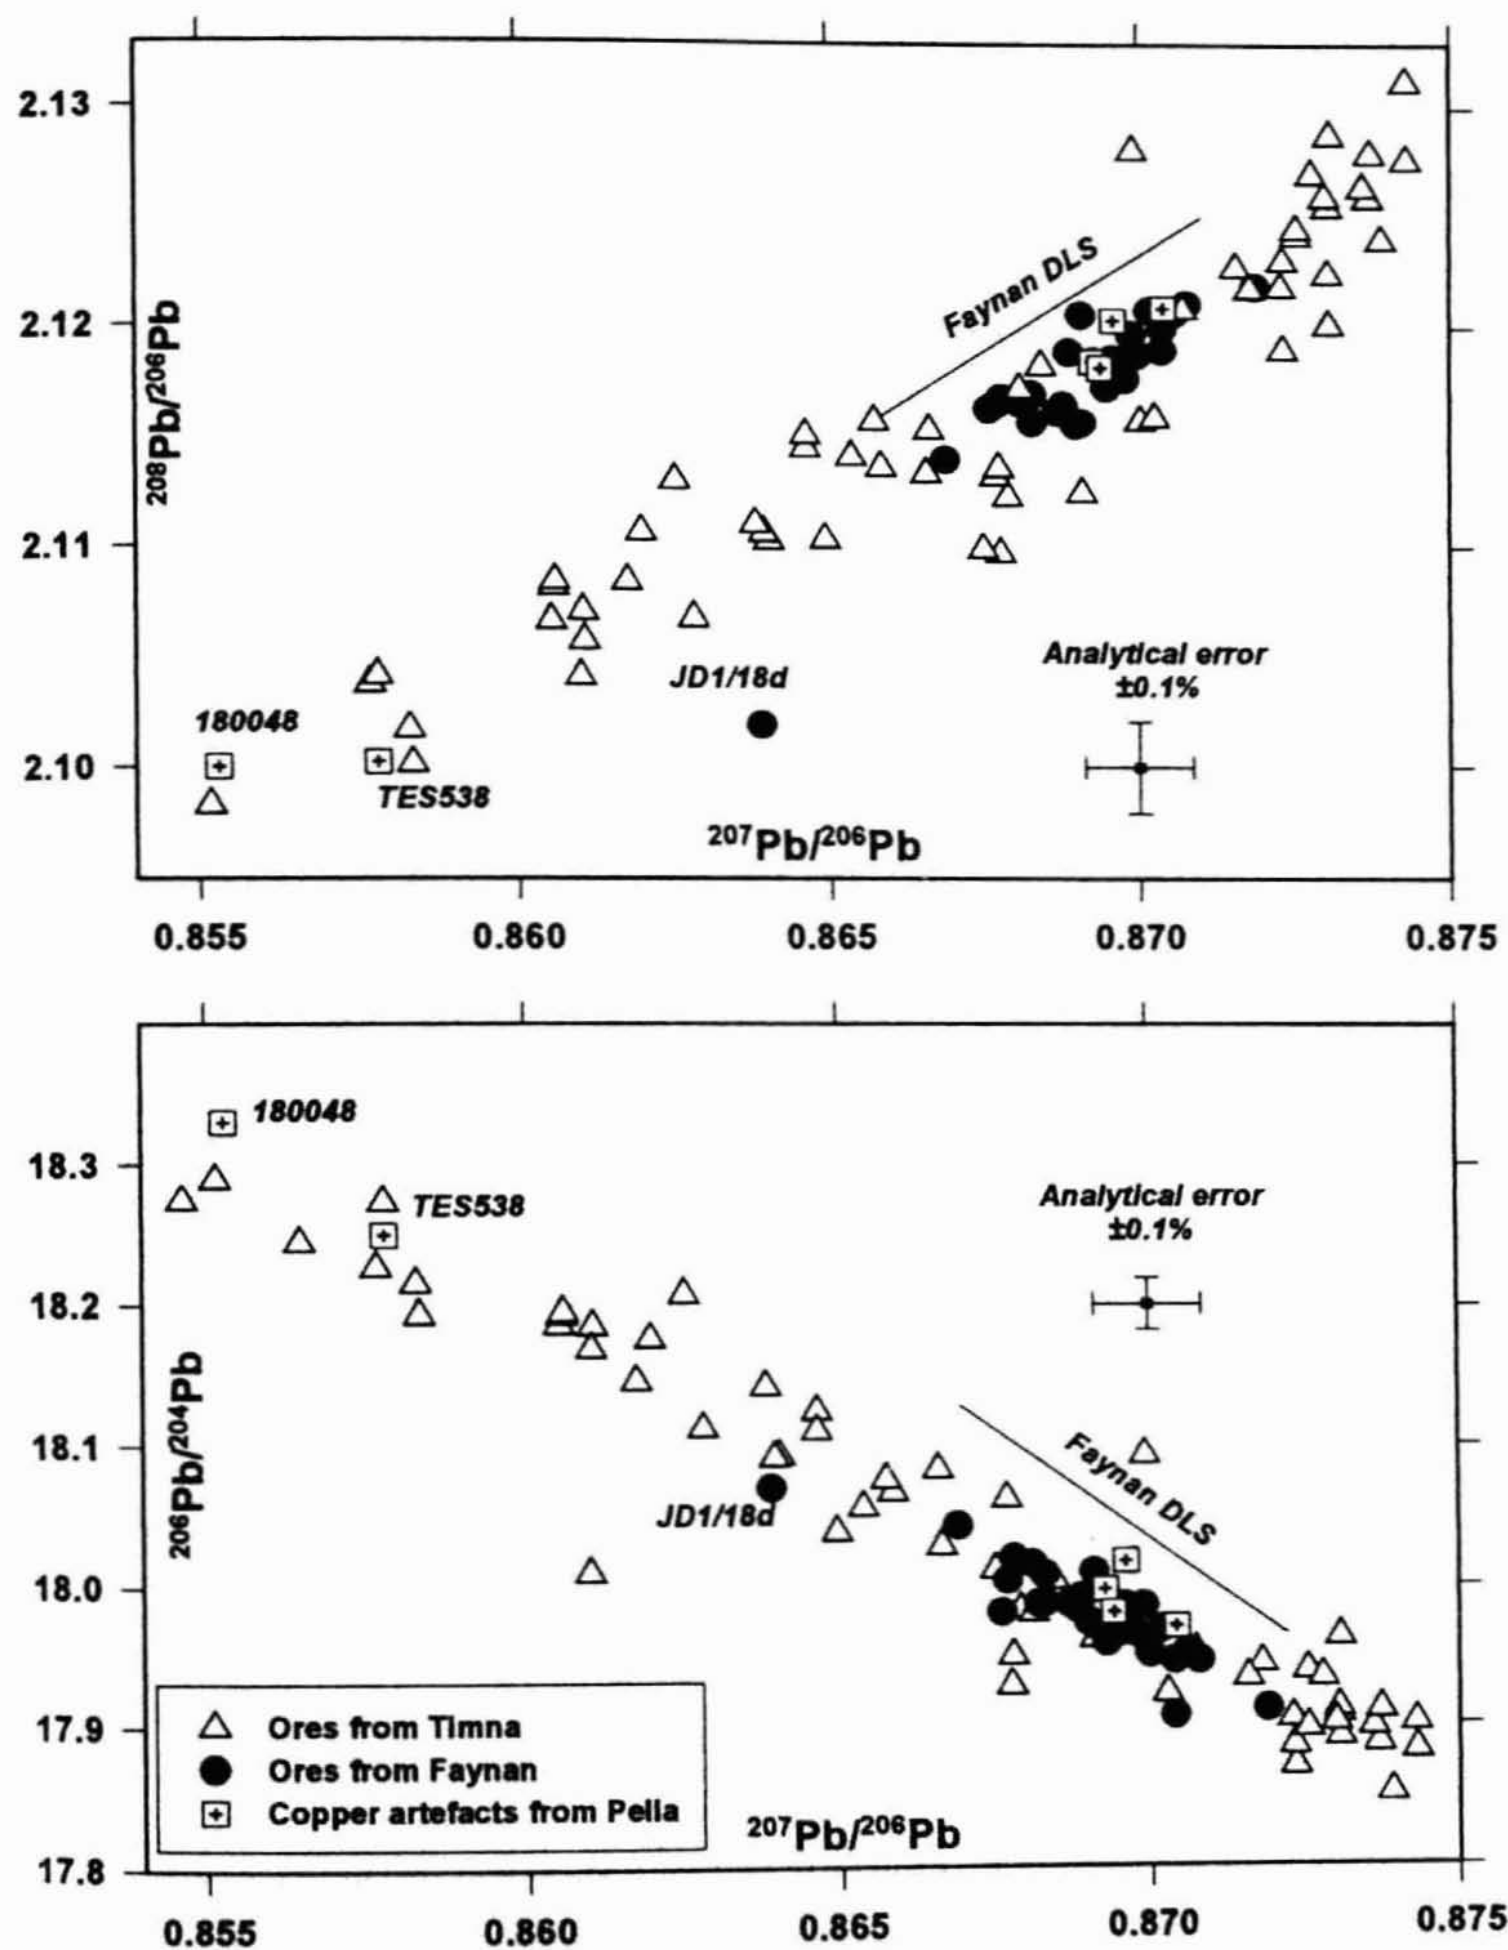 2.13
2.12
2.11
2.10
208Pb/206Pb
Faynan DLS
JD1/18d
Analytical error
±0.1%
180048
TES538
207Pb/206Pb
0.855 0.860 0.865 0.870 0.875
18.3
18.2
18.1
18.0
17.9
17.8
206Pb/204Pb
180048
TES538
Analytical error
±0.1%
Faynan DLS
JD1/18d
Ores from Timna
Ores from Faynan
Copper artefacts from Pella
207Pb/206Pb
0.855 0.860 0.865 0.870 0.875